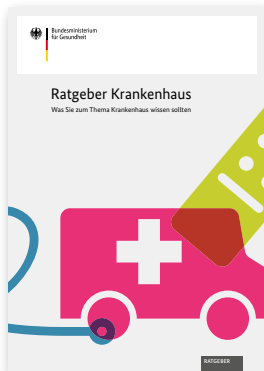 Bundesministerium
für Gesundheit
Ratgeber Krankenhaus
Was Sie zum Thema Krankenhaus wissen sollten
RATGEBER